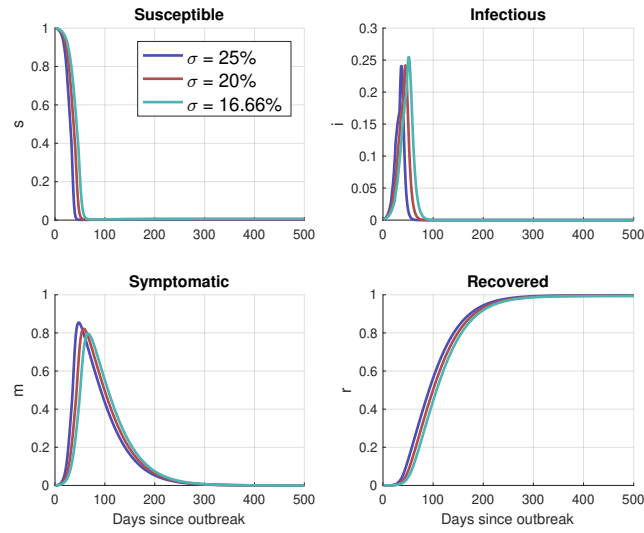 Susceptible
1
0.8
0.6
0.4
0.2
0
s
0 100 200 300 400 500
σ = 25%
σ = 20%
σ = 16.66%
Infectious
0.3
0.25
0.2
0.15
0.1
0.05
0
i
0 100 200 300 400 500
Symptomatic
1
0.8
0.6
0.4
0.2
0
m
0 100 200 300 400 500
Days since outbreak
Recovered
1
0.8
0.6
0.4
0.2
0
r
0 100 200 300 400 500
Days since outbreak